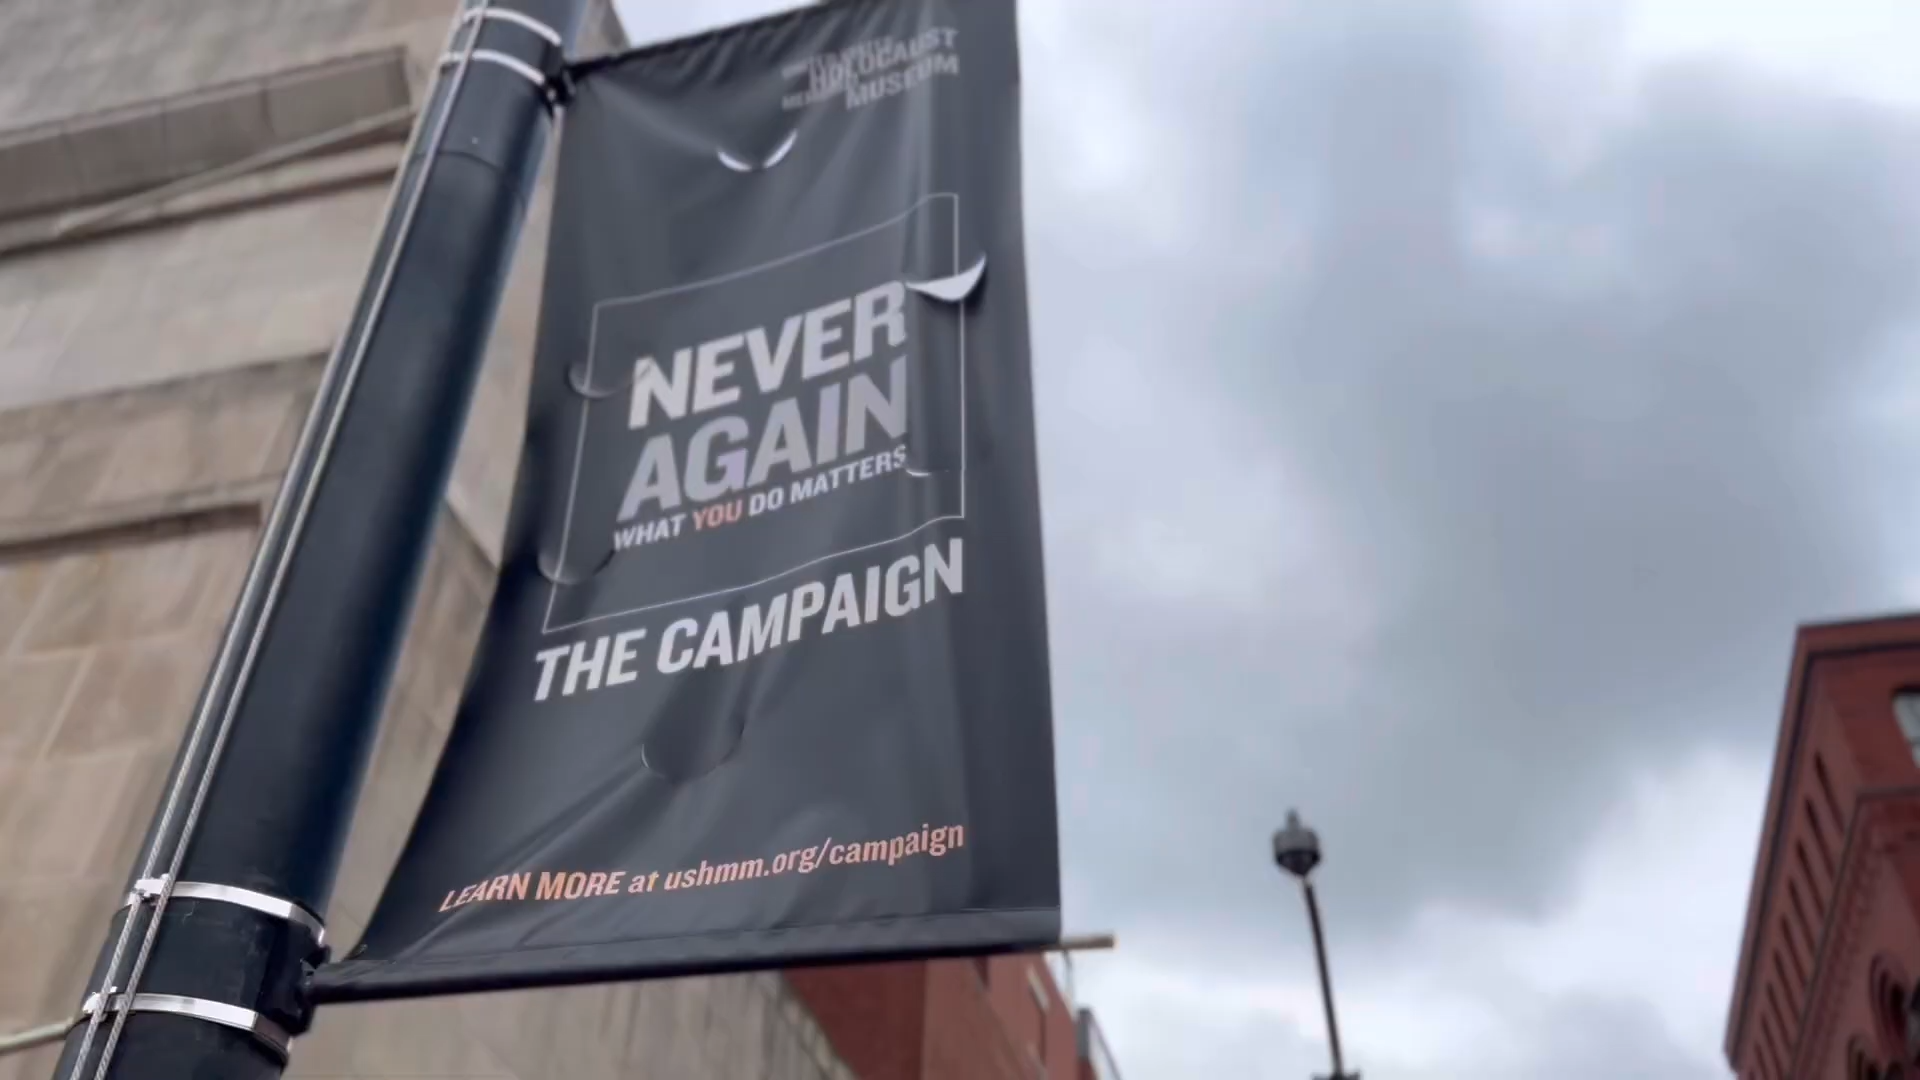 HOLOCAUST
MUSEUM
NEVER
AGAIN
WHAT YOU DO MATTERS
THE CAMPAIGN
LEARN MORE at ushmm.org/campaign